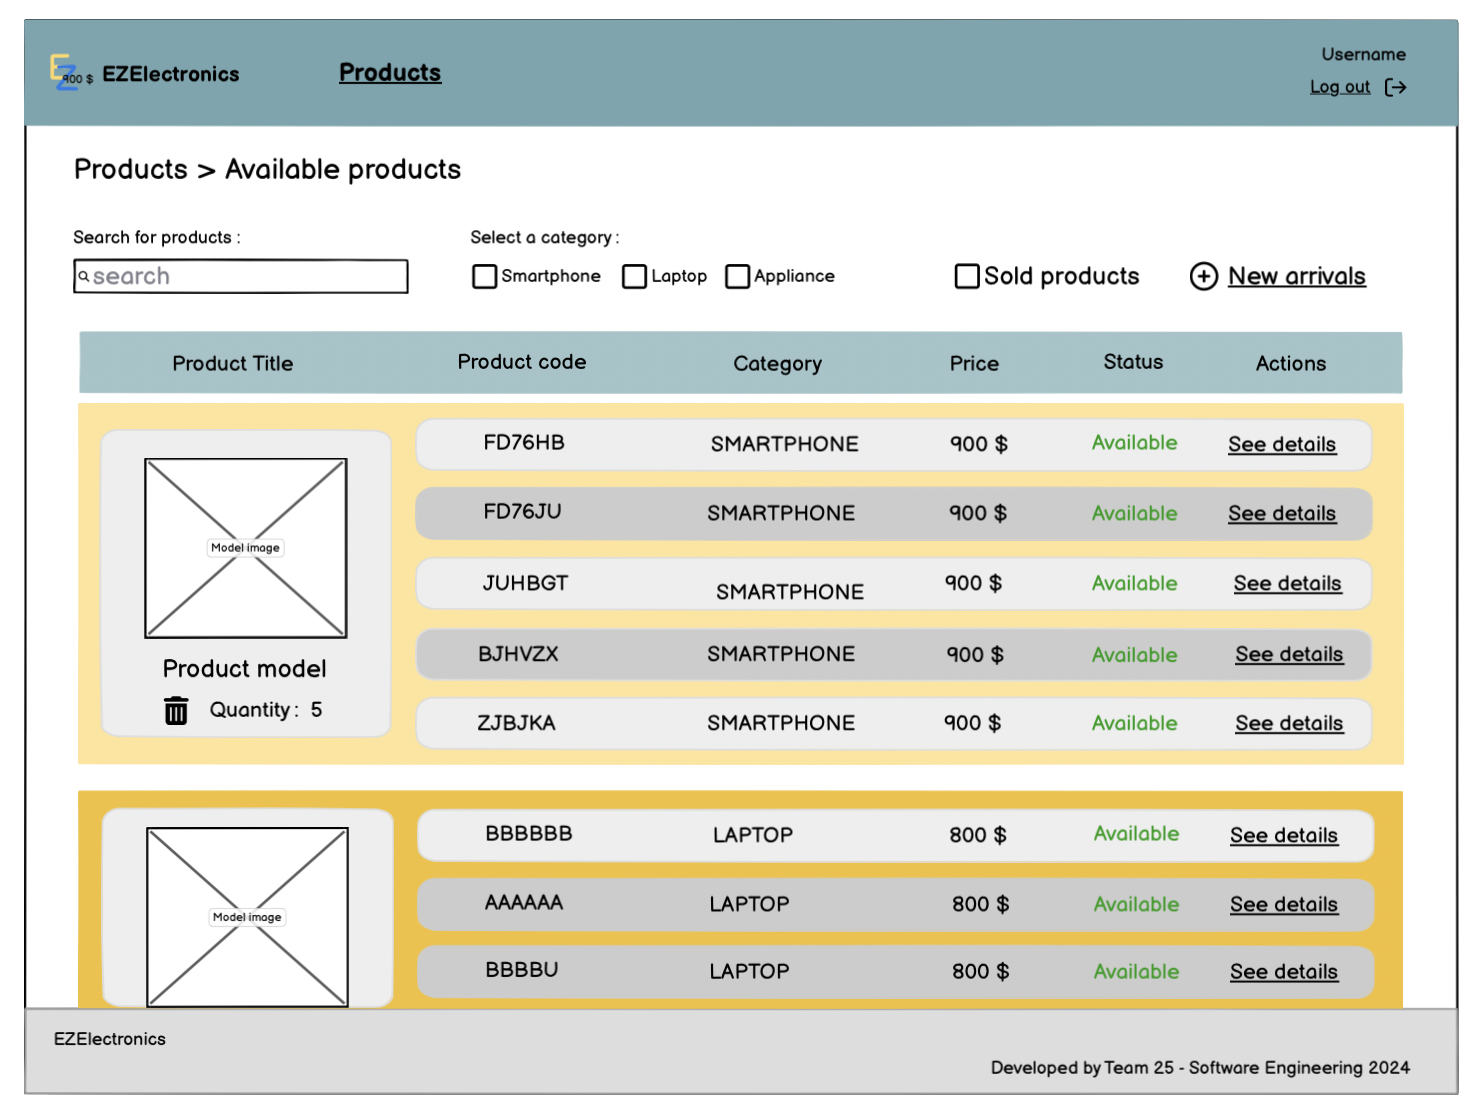 EZ 900 $ EZElectronics
Products
Username
Log out
Products > Available products
Search for products :
search
Select a category :
Smartphone Laptop Appliance
Sold products
New arrivals
Product Title Product code Category Price Status Actions
FD76HB SMARTPHONE 900 $ Available See details
FD76JU SMARTPHONE 900 $ Available See details
JUHBGT SMARTPHONE 900 $ Available See details
BJHVZX SMARTPHONE 900 $ Available See details
ZJBJKA SMARTPHONE 900 $ Available See details
Model image
Product model
Quantity : 5
BBBBBB LAPTOP 800 $ Available See details
AAAAAA LAPTOP 800 $ Available See details
BBBBU LAPTOP 800 $ Available See details
Model image
EZElectronics
Developed by Team 25 - Software Engineering 2024